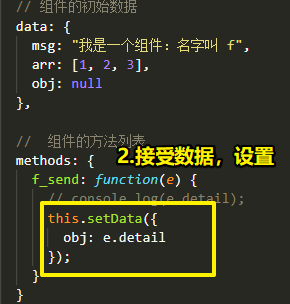 // 组件的初始数据
data: {
msg: "我是一个组件：名字叫 f",
arr: [1, 2, 3],
obj: null
},
// 组件的方法列表
2.接受数据，设置
methods: {
f_send: function(e) {
// console.log(e.detail);
this.setData({
obj: e.detail
});
}
}